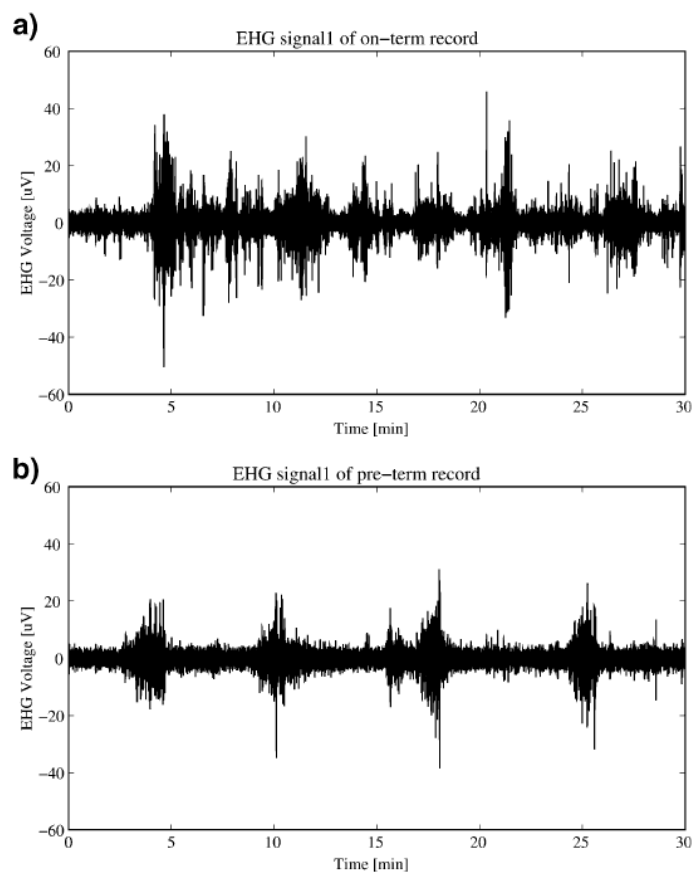 a)
EHG signal1 of on−term record
60
40
20
0
−20
−40
−60
EHG Voltage [uV]
0 5 10 15 20 25 30
Time [min]
b)
EHG signal1 of pre−term record
60
40
20
0
−20
−40
−60
EHG Voltage [uV]
0 5 10 15 20 25 30
Time [min]